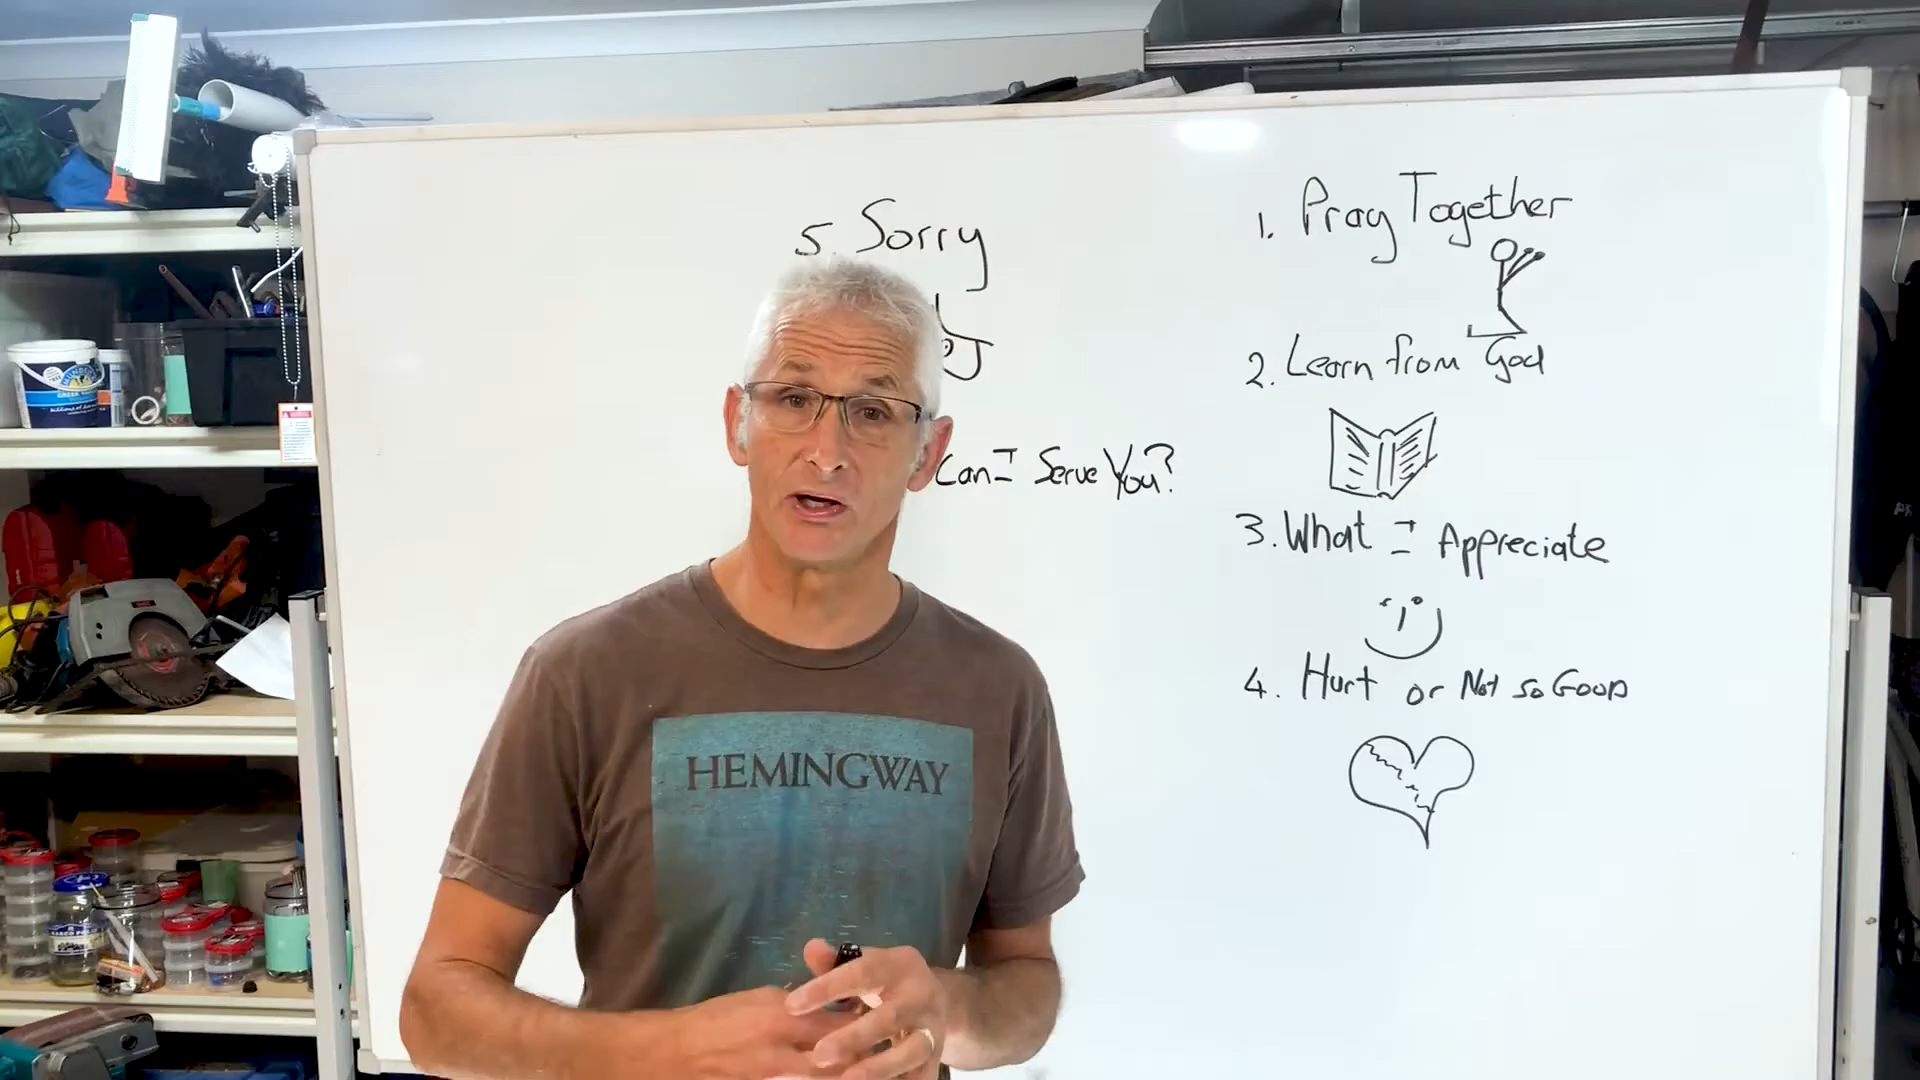 1. Pray Together
2. Learn from God
3. What I Appreciate
4. Hurt or Not so Good
5. Sorry
Can I Serve You?
HEMINGWAY